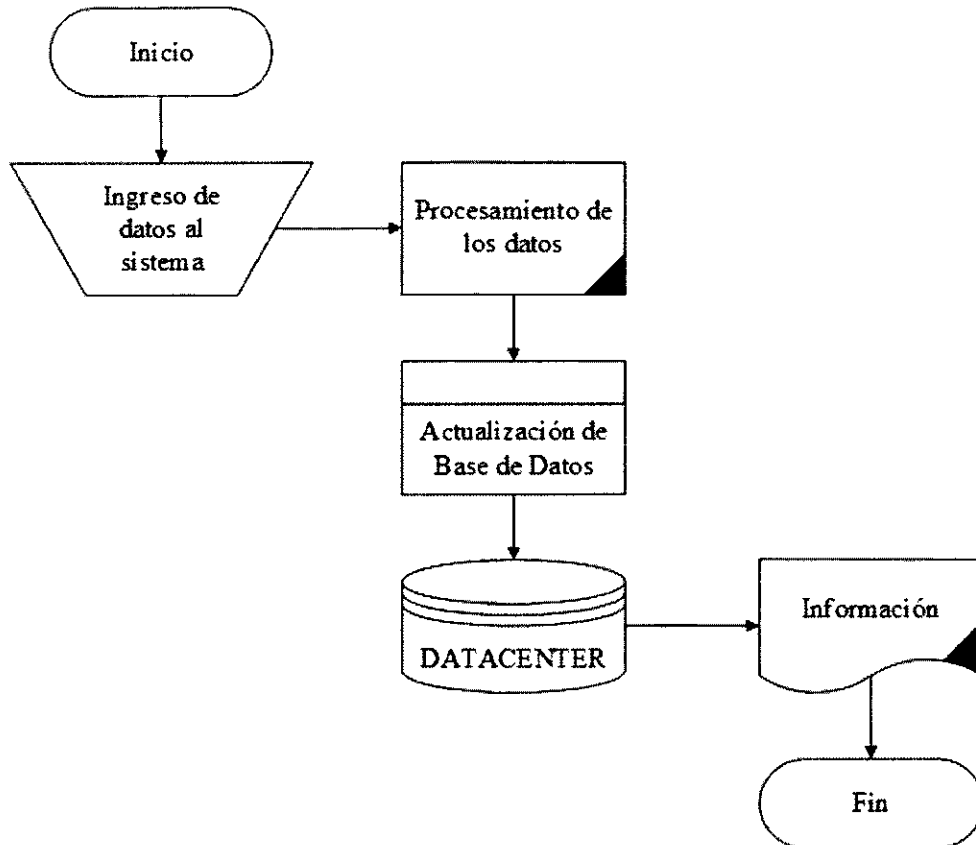 Inicio
Ingreso de
datos al
sistema
Procesamiento de
los datos
Actualización de
Base de Datos
DATACENTER
Información
Fin